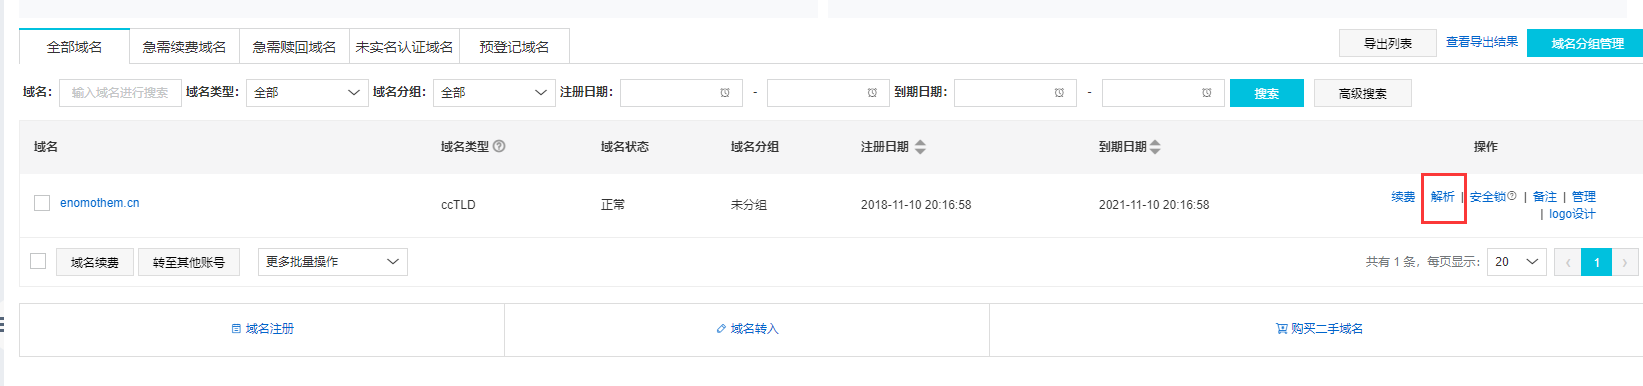 全部域名 急需续费域名 急需赎回域名 未实名认证域名 预登记域名 导出列表 查看导出结果 域名分组管理
域名: 输入域名进行搜索 域名类型: 全部 域名分组: 全部 注册日期: - 到期日期: - 搜索 高级搜索
域名 域名类型 域名状态 域名分组 注册日期 到期日期 操作
enomothem.cn ccTLD 正常 未分组 2018-11-10 20:16:58 2021-11-10 20:16:58 续费 解析 | 安全锁 | 备注 | 管理
| logo设计
域名续费 转至其他账号 更多批量操作 共有 1 条，每页显示: 20 ‹ 1 ›
域名注册 域名转入 购买二手域名